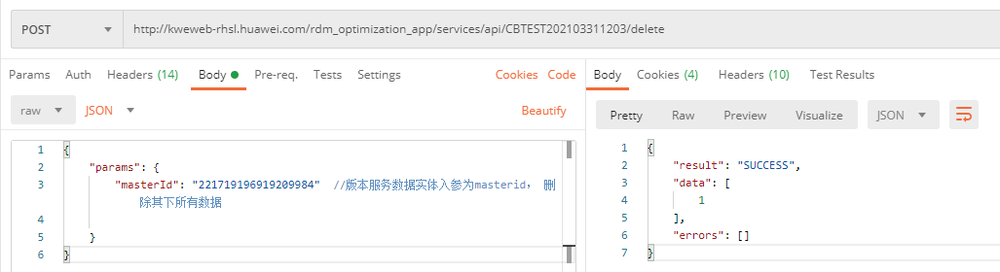 POST http://kweweb-rhsl.huawei.com/rdm_optimization_app/services/api/CBTEST202103311203/delete
Params Auth Headers (14) Body Pre-req. Tests Settings Cookies Code
raw JSON Beautify
1 {
2 "params": {
3 "masterId": "221719196919209984" //版本服务数据实体入参为masterid， 删
除其下所有数据
4
5 }
6 }
Body Cookies (4) Headers (10) Test Results
Pretty Raw Preview Visualize JSON
1 {
2 "result": "SUCCESS",
3 "data": [
4 1
5 ],
6 "errors": []
7 }